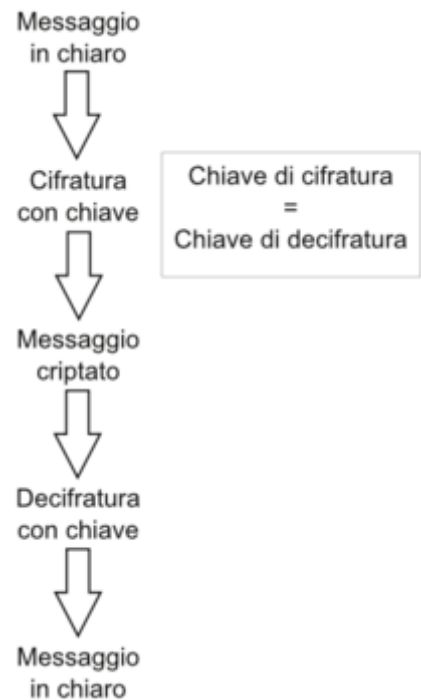 Messaggio
in chiaro
Cifratura
con chiave
Chiave di cifratura
=
Chiave di decifratura
Messaggio
criptato
Decifratura
con chiave
Messaggio
in chiaro